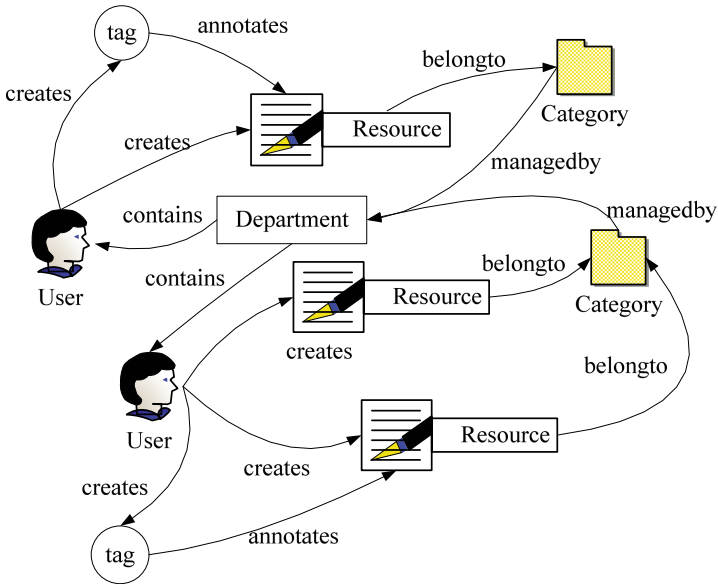 tag
annotates
belongto
creates
Resource
Category
creates
managedby
contains
Department
managedby
User
contains
belongto
Resource
Category
creates
belongto
User
Resource
creates
creates
annotates
tag